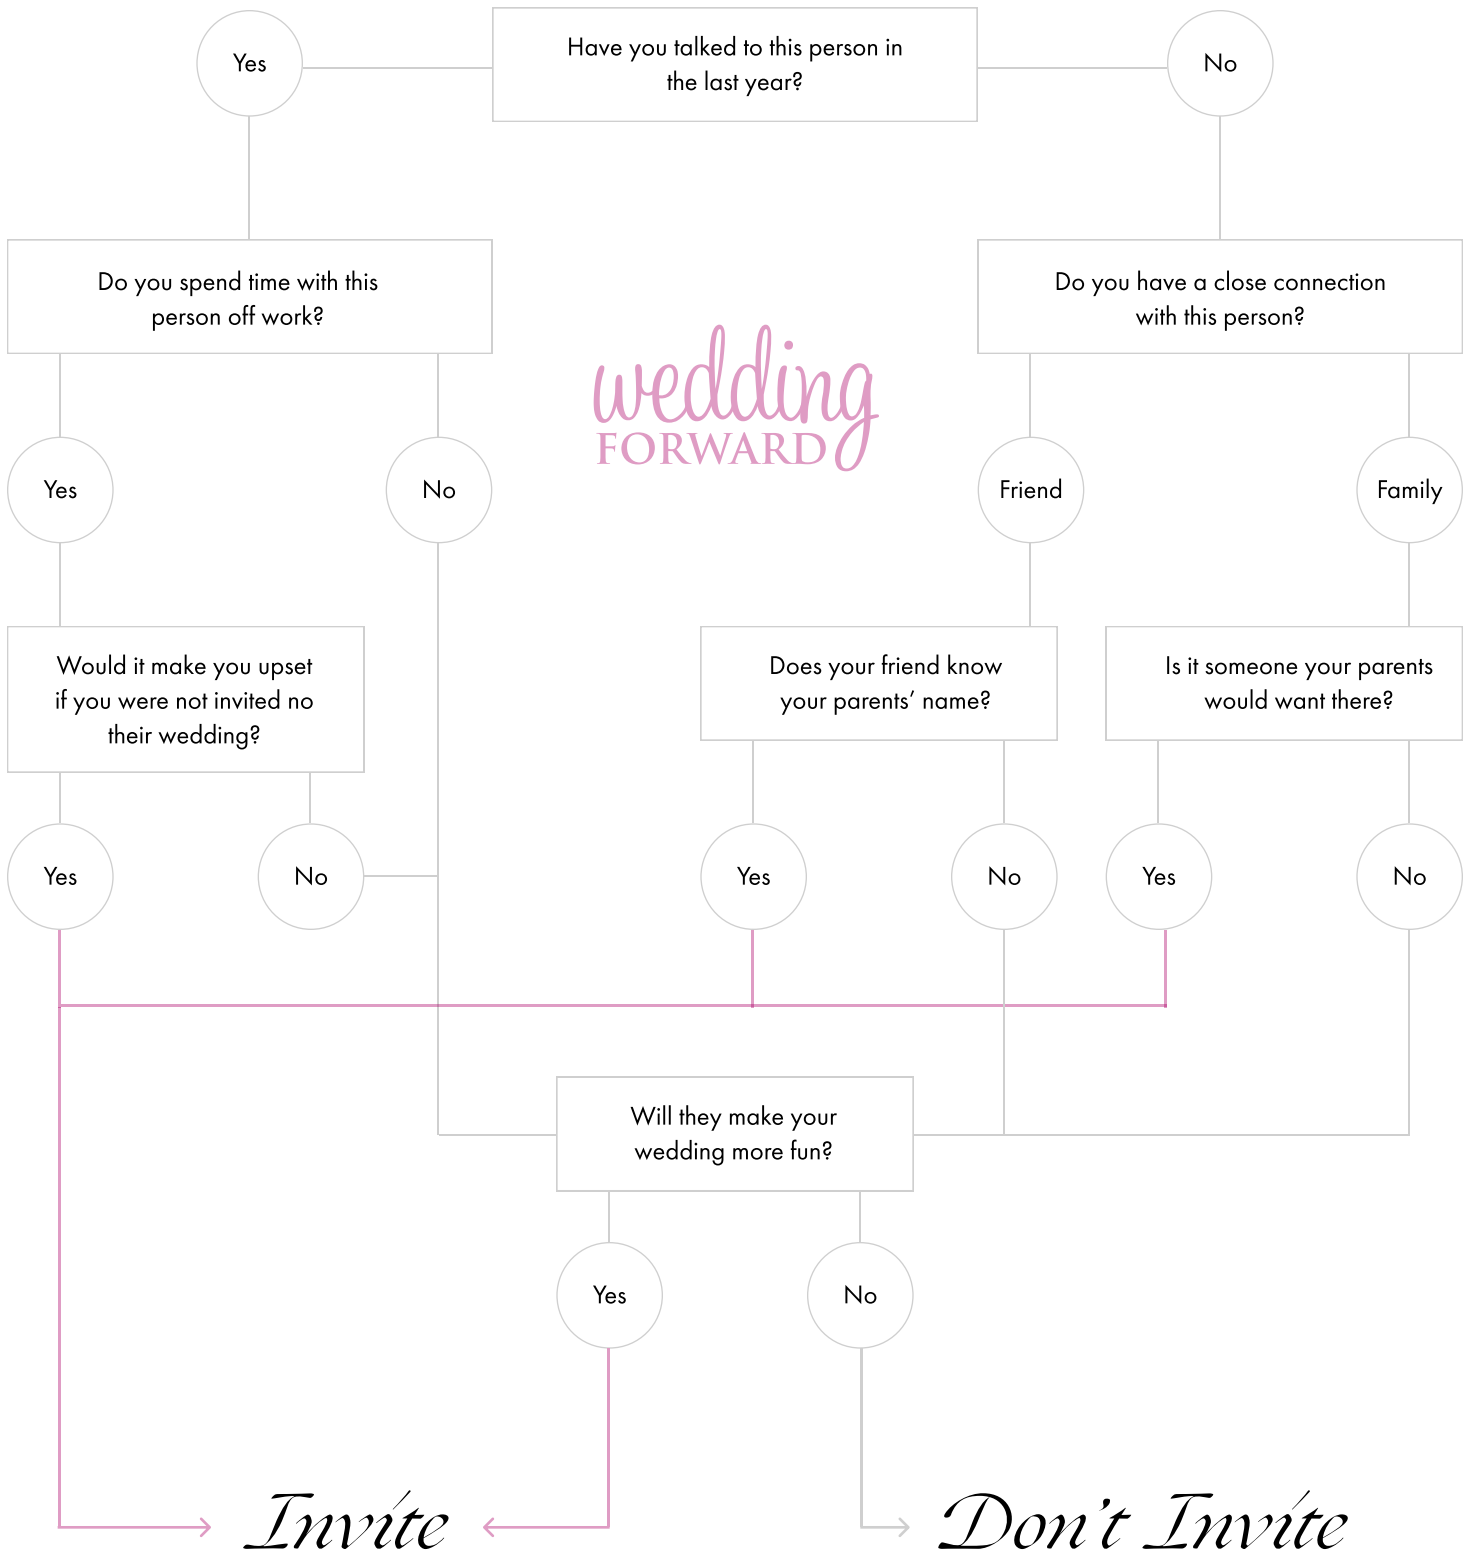 Yes
Have you talked to this person in
the last year?
No
Do you spend time with this
person off work?
Do you have a close connection
with this person?
wedding
FORWARD
Yes
No
Friend
Family
Would it make you upset
if you were not invited no
their wedding?
Does your friend know
your parents’ name?
Is it someone your parents
would want there?
Yes
No
Yes
No
Yes
No
Will they make your
wedding more fun?
Yes
No
Invite
Don't Invite